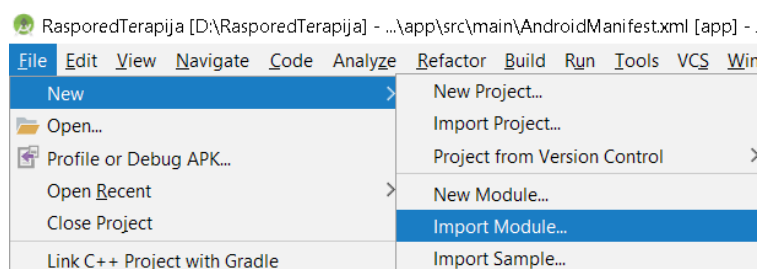 RasporedTerapija [D:\RasporedTerapija] - ...\app\src\main\AndroidManifest.xml [app] -
File Edit View Navigate Code Analyze Refactor Build Run Tools VCS
New New Project...
Open... Import Project...
Profile or Debug APK... Project from Version Control
Open Recent New Module...
Close Project Import Module...
Link C++ Project with Gradle Import Sample...